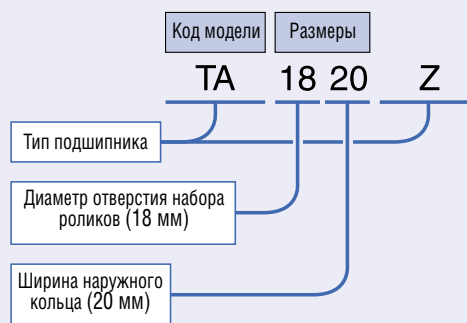 Код модели Размеры
TA 18 20 Z
Тип подшипника
Диаметр отверстия набора
роликов (18 мм)
Ширина наружного
кольца (20 мм)